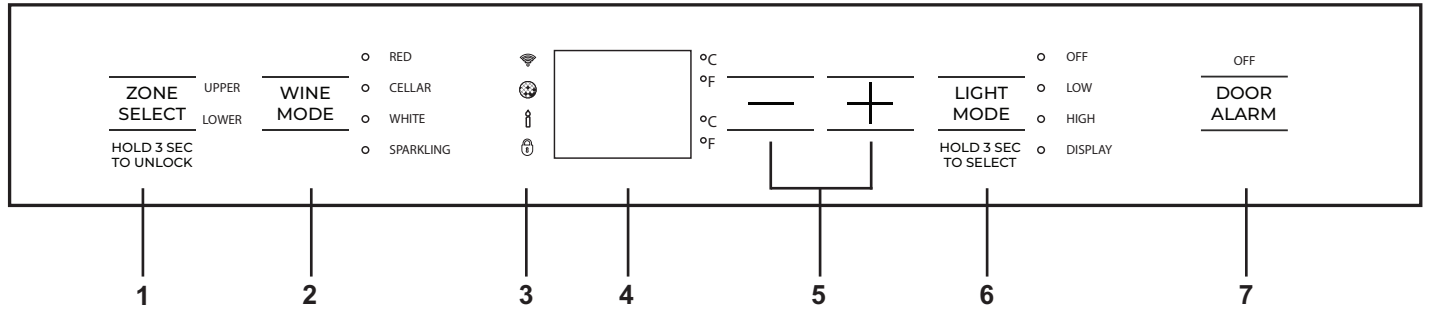 ZONE
SELECT
HOLD 3 SEC
TO UNLOCK
UPPER
LOWER
WINE
MODE
RED
CELLAR
WHITE
SPARKLING
°C
°F
°C
°F
LIGHT
MODE
HOLD 3 SEC
TO SELECT
OFF
LOW
HIGH
DISPLAY
OFF
DOOR
ALARM
1
2
3
4
5
6
7